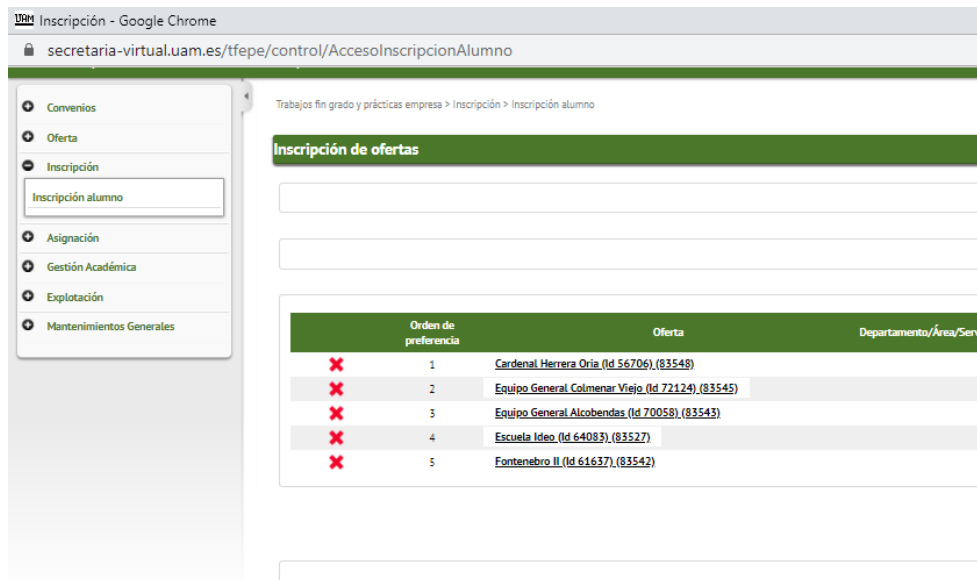 UAM Inscripción - Google Chrome
secretaria-virtual.uam.es/tfepe/control/AccesoInscripcionAlumno
Convenios
Oferta
Inscripción
Inscripción alumno
Asignación
Gestión Académica
Explotación
Mantenimientos Generales
Trabajos fin grado y prácticas empresa > Inscripción > Inscripción alumno
Inscripción de ofertas
Orden de preferencia Oferta Departamento/Área/Serv
1 Cardenal Herrera Oria (Id 56706) (83548)
2 Equipo General Colmenar Viejo (Id 72124) (83545)
3 Equipo General Alcobendas (Id 70058) (83543)
4 Escuela Ideo (Id 64083) (83527)
5 Fontenebro II (Id 61637) (83542)